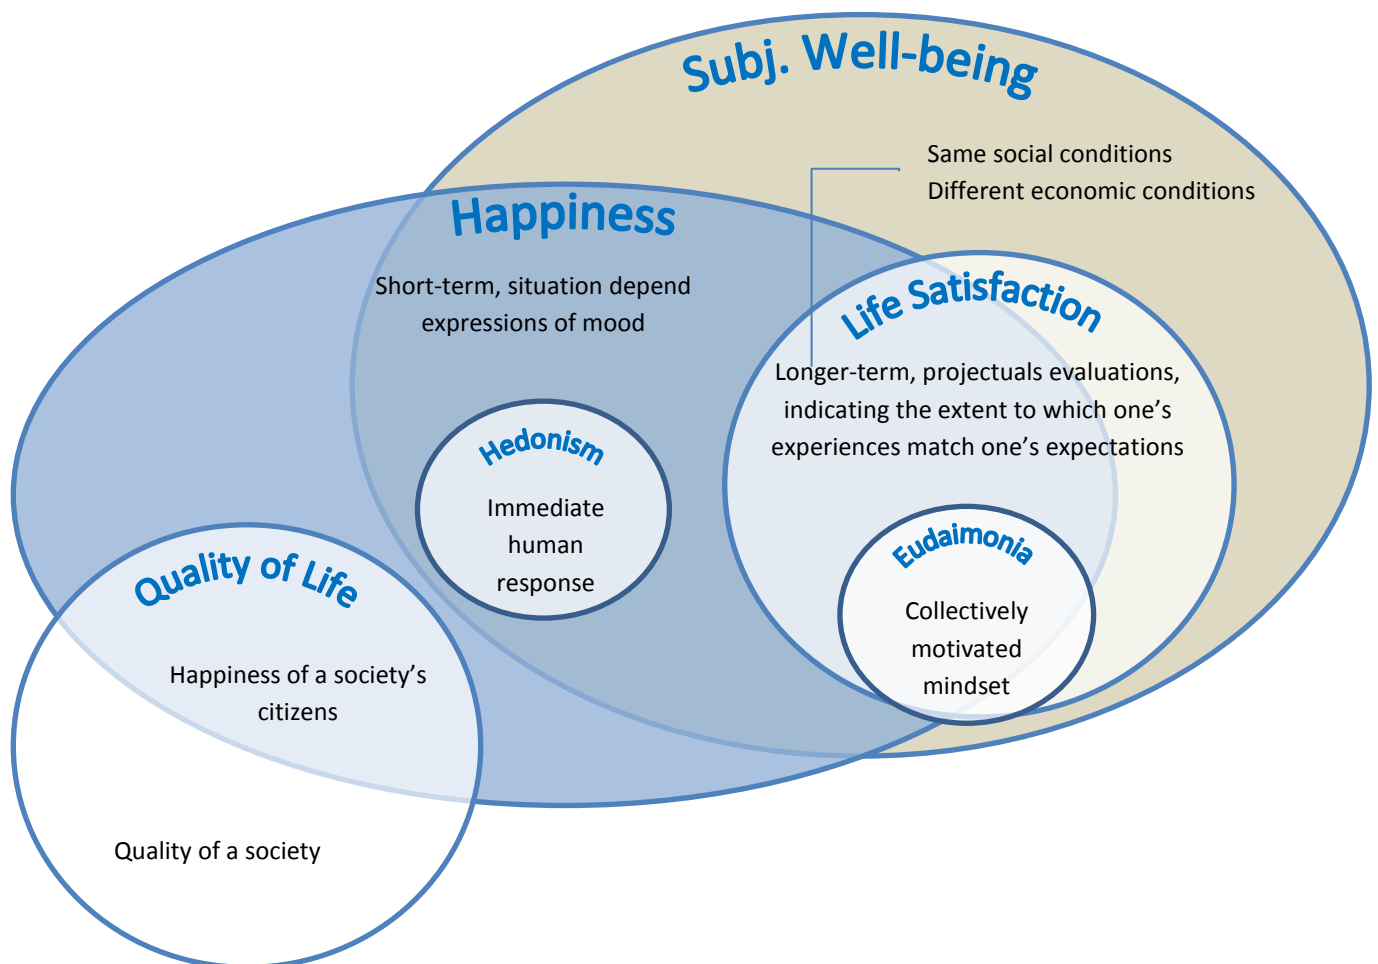 Subj. Well-being
Same social conditions
Different economic conditions
Happiness
Short-term, situation depend
expressions of mood
Life Satisfaction
Longer-term, projectuals evaluations,
indicating the extent to which one’s
experiences match one’s expectations
Hedonism
Immediate
human
response
Eudaimonia
Collectively
motivated
mindset
Quality of Life
Happiness of a society’s
citizens
Quality of a society